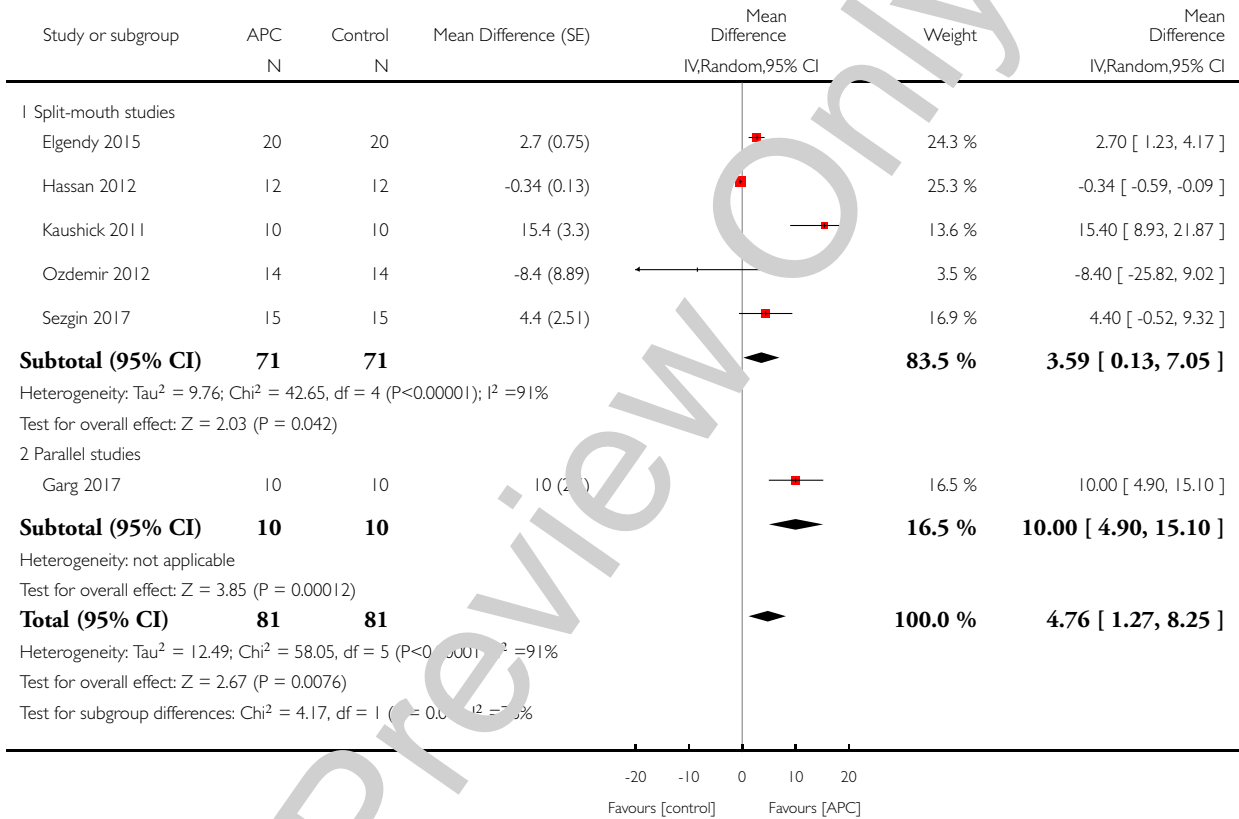 Study or subgroup APC Control Mean Difference (SE) Mean Difference Weight Mean Difference
N N IV,Random,95% CI IV,Random,95% CI
1 Split-mouth studies
Elgendy 2015 20 20 2.7 (0.75) 24.3 % 2.70 [ 1.23, 4.17 ]
Hassan 2012 12 12 -0.34 (0.13) 25.3 % -0.34 [ -0.59, -0.09 ]
Kaushick 2011 10 10 15.4 (3.3) 13.6 % 15.40 [ 8.93, 21.87 ]
Ozdemir 2012 14 14 -8.4 (8.89) 3.5 % -8.40 [ -25.82, 9.02 ]
Sezgin 2017 15 15 4.4 (2.51) 16.9 % 4.40 [ -0.52, 9.32 ]
Subtotal (95% CI) 71 71 83.5 % 3.59 [ 0.13, 7.05 ]
Heterogeneity: Tau² = 9.76; Chi² = 42.65, df = 4 (P<0.00001); I² =91%
Test for overall effect: Z = 2.03 (P = 0.042)
2 Parallel studies
Garg 2017 10 10 10 16.5 % 10.00 [ 4.90, 15.10 ]
Subtotal (95% CI) 10 10 16.5 % 10.00 [ 4.90, 15.10 ]
Heterogeneity: not applicable
Test for overall effect: Z = 3.85 (P = 0.00012)
Total (95% CI) 81 81 100.0 % 4.76 [ 1.27, 8.25 ]
Heterogeneity: Tau² = 12.49; Chi² = 58.05, df = 5 =91%
Test for overall effect: Z = 2.67 (P = 0.0076)
Test for subgroup differences: Chi² = 4.17, df = 1
-20 -10 0 10 20
Favours [control] Favours [APC]
Preview Only